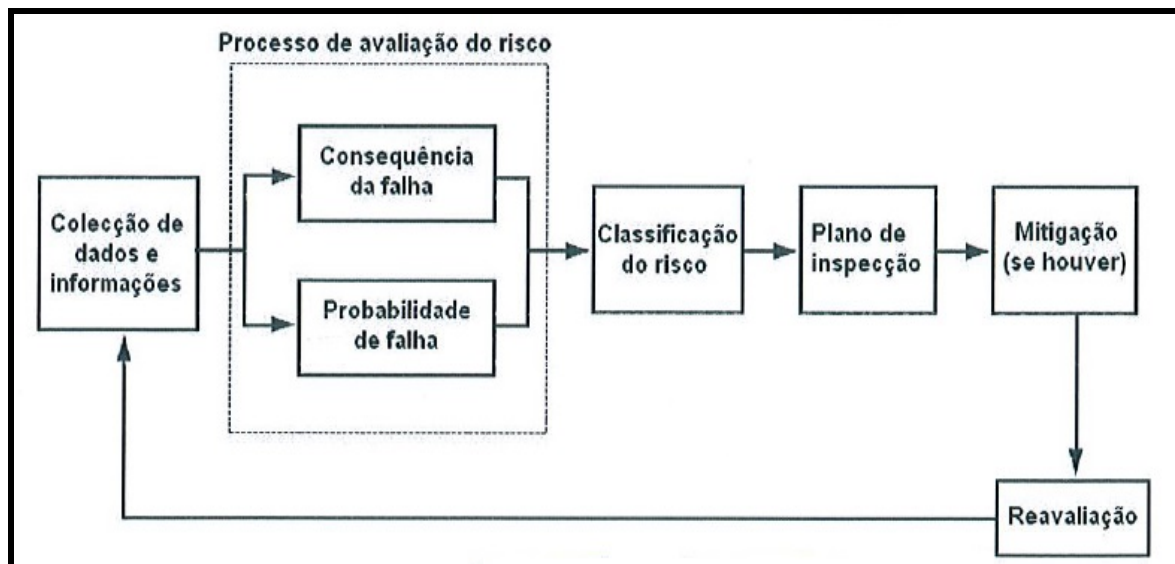 Processo de avaliação do risco
Consequência
da falha
Colecção de
dados e
informações
Probabilidade
de falha
Classificação
do risco
Plano de
inspecção
Mitigação
(se houver)
Reavaliação